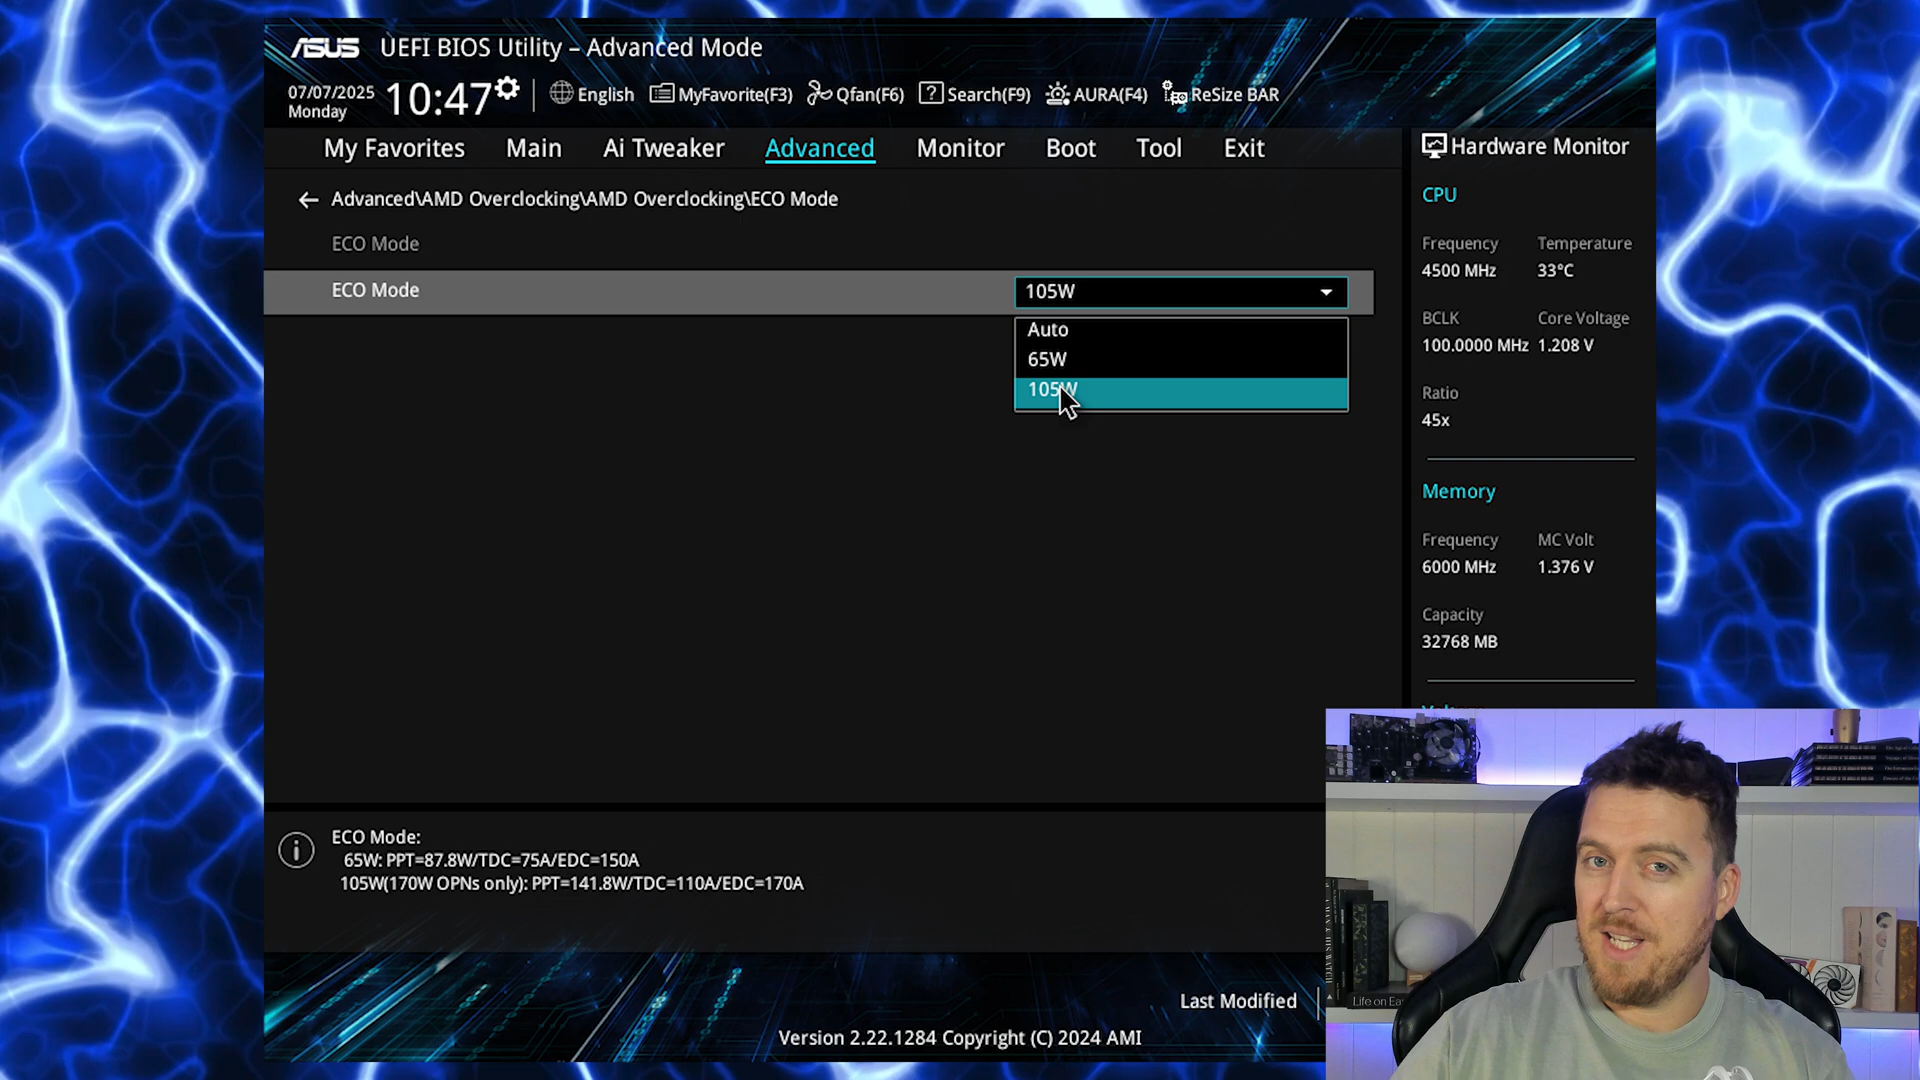 ASUS UEFI BIOS Utility – Advanced Mode
07/07/2025
Monday
10:47
English MyFavorite(F3) Qfan(F6) ? Search(F9) AURA(F4) ReSize BAR
My Favorites Main Ai Tweaker Advanced Monitor Boot Tool Exit
Advanced\AMD Overclocking\AMD Overclocking\ECO Mode
ECO Mode
ECO Mode 105W
Auto
65W
105W
Hardware Monitor
CPU
Frequency Temperature
4500 MHz 33°C
BCLK Core Voltage
100.0000 MHz 1.208 V
Ratio
45x
Memory
Frequency MC Volt
6000 MHz 1.376 V
Capacity
32768 MB
ECO Mode:
65W: PPT=87.8W/TDC=75A/EDC=150A
105W(170W OPNs only): PPT=141.8W/TDC=110A/EDC=170A
Last Modified
Version 2.22.1284 Copyright (C) 2024 AMI
Life on